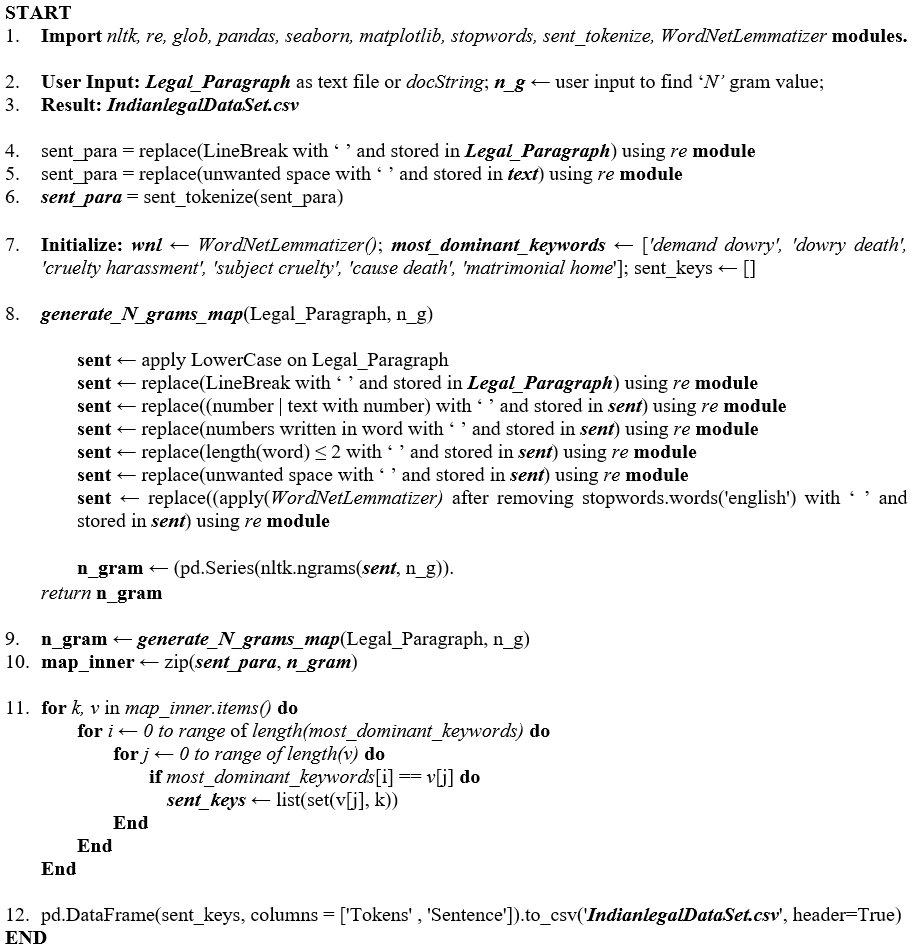 START
1. Import nltk, re, glob, pandas, seaborn, matplotlib, stopwords, sent_tokenize, WordNetLemmatizer modules.
2. User Input: Legal_Paragraph as text file or docString; n_g ← user input to find ‘N’ gram value;
3. Result: IndianlegalDataSet.csv
4. sent_para = replace(LineBreak with ‘ ’ and stored in Legal_Paragraph) using re module
5. sent_para = replace(unwanted space with ‘ ’ and stored in text) using re module
6. sent_para = sent_tokenize(sent_para)
7. Initialize: wnl ← WordNetLemmatizer(); most_dominant_keywords ← ['demand dowry', 'dowry death',
'cruelty harassment', 'subject cruelty', 'cause death', 'matrimonial home']; sent_keys ← []
8. generate_N_grams_map(Legal_Paragraph, n_g)
sent ← apply LowerCase on Legal_Paragraph
sent ← replace(LineBreak with ‘ ’ and stored in Legal_Paragraph) using re module
sent ← replace((number | text with number) with ‘ ’ and stored in sent) using re module
sent ← replace(numbers written in word with ‘ ’ and stored in sent) using re module
sent ← replace(length(word) ≤ 2 with ‘ ’ and stored in sent) using re module
sent ← replace(unwanted space with ‘ ’ and stored in sent) using re module
sent ← replace((apply(WordNetLemmatizer) after removing stopwords.words('english') with ‘ ’ and
stored in sent) using re module
n_gram ← (pd.Series(nltk.ngrams(sent, n_g)).
return n_gram
9. n_gram ← generate_N_grams_map(Legal_Paragraph, n_g)
10. map_inner ← zip(sent_para, n_gram)
11. for k, v in map_inner.items() do
for i ← 0 to range of length(most_dominant_keywords) do
for j ← 0 to range of length(v) do
if most_dominant_keywords[i] == v[j] do
sent_keys ← list(set(v[j], k))
End
End
End
12. pd.DataFrame(sent_keys, columns = ['Tokens' , 'Sentence']).to_csv('IndianlegalDataSet.csv', header=True)
END